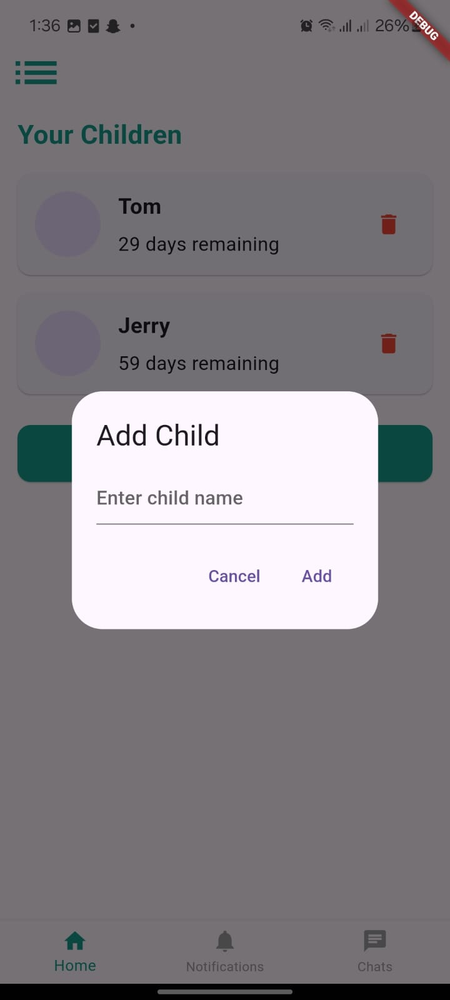 1:36
26%
DEBUG
Your Children
Tom
29 days remaining
Jerry
59 days remaining
Add Child
Enter child name
Cancel Add
Home Notifications Chats